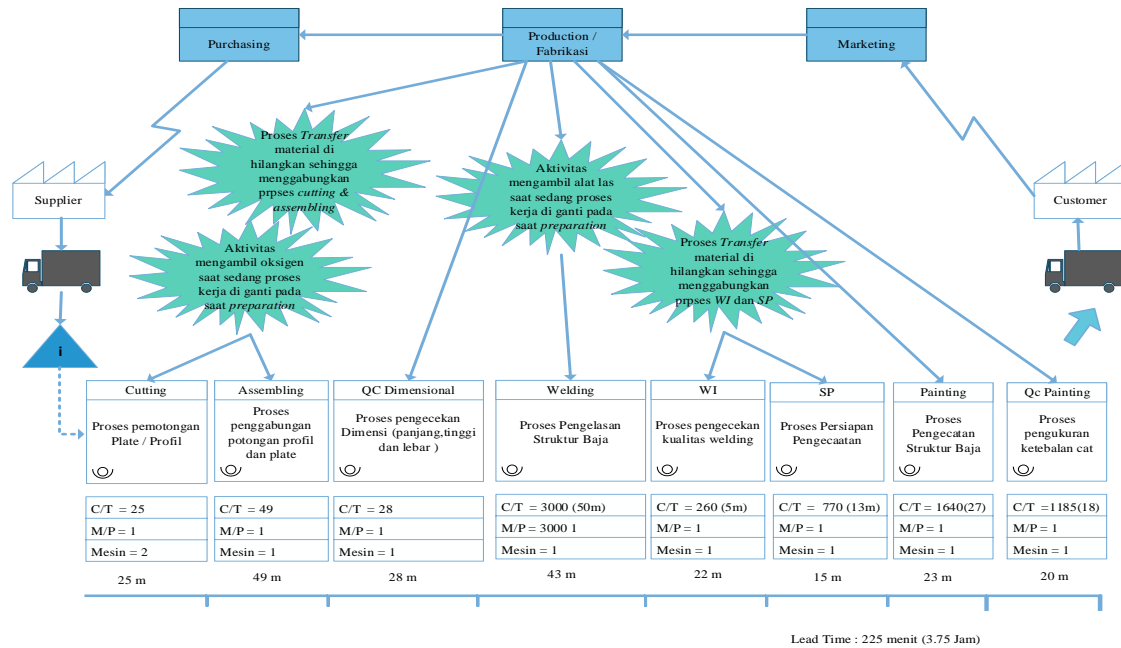 Purchasing
Production /
Fabrikasi
Marketing
Supplier
Customer
i
Proses Transfer
material di
hilangkan sehingga
menggabungkan
prpses cutting &
assembling
Aktivitas
mengambil oksigen
saat sedang proses
kerja di ganti pada
saat preparation
Aktivitas
mengambil alat las
saat sedang proses
kerja di ganti pada
saat preparation
Proses Transfer
material di
hilangkan sehingga
menggabungkan
prpses WI dan SP
Cutting
Proses pemotongan
Plate / Profil
Assembling
Proses
penggabungan
potongan profil
dan plate
QC Dimensional
Proses pengecekan
Dimensi (panjang,tinggi
dan lebar )
Welding
Proses Pengelasan
Struktur Baja
WI
Proses pengecekan
kualitas welding
SP
Proses Persiapan
Pengecaatan
Painting
Proses
Pengecatan
Struktur Baja
Qc Painting
Proses
pengukuran
ketebalan cat
C/T = 25
M/P = 1
Mesin = 2
C/T = 49
M/P = 1
Mesin = 1
C/T = 28
M/P = 1
Mesin = 1
C/T = 3000 (50m)
M/P = 3000 1
Mesin = 1
C/T = 260 (5m)
M/P = 1
Mesin = 1
C/T = 770 (13m)
M/P = 1
Mesin = 1
C/T = 1640(27)
M/P = 1
Mesin = 1
C/T =1185(18)
M/P = 1
Mesin = 1
25 m
49 m
28 m
43 m
22 m
15 m
23 m
20 m
Lead Time : 225 menit (3.75 Jam)